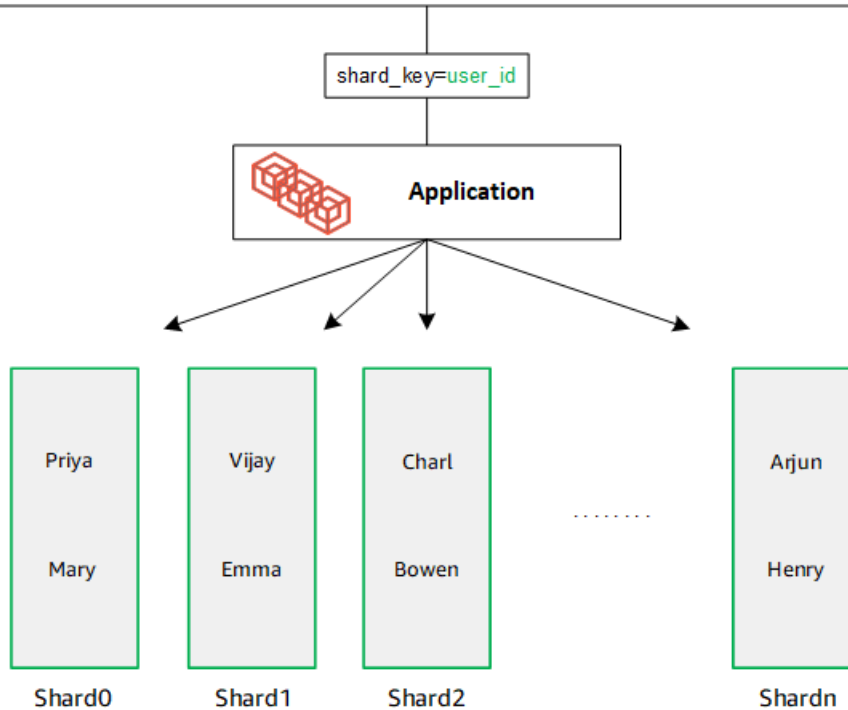 shard_key=user_id
Application
Priya
Vijay
Charl
Arjun
........
Mary
Emma
Bowen
Henry
Shard0
Shard1
Shard2
Shardn